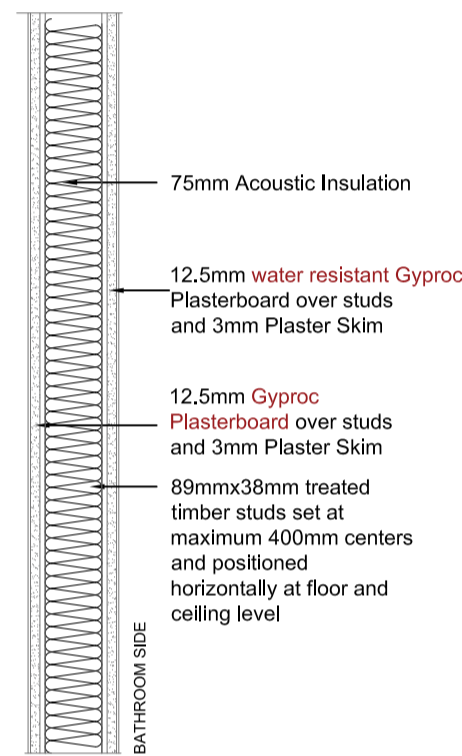 75mm Acoustic Insulation
12.5mm water resistant Gyproc
Plasterboard over studs
and 3mm Plaster Skim
12.5mm Gyproc
Plasterboard over studs
and 3mm Plaster Skim
89mmx38mm treated
timber studs set at
maximum 400mm centers
and positioned
horizontally at floor and
ceiling level
BATHROOM SIDE